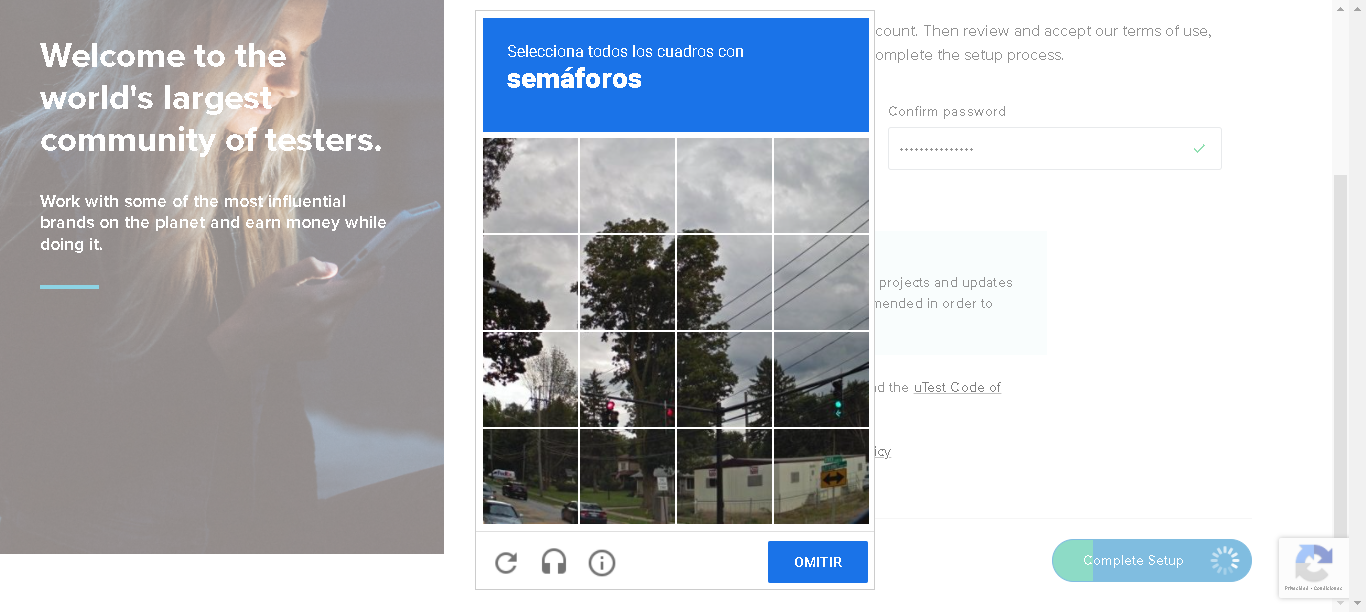 Welcome to the
world's largest
community of testers.
Work with some of the most influential
brands on the planet and earn money while
doing it.
Selecciona todos los cuadros con
semáforos
OMITIR
count. Then review and accept our terms of use,
omplete the setup process.
Confirm password
projects and updates
mended in order to
d the uTest Code of
icy
Complete Setup
Privacidad - Condiciones